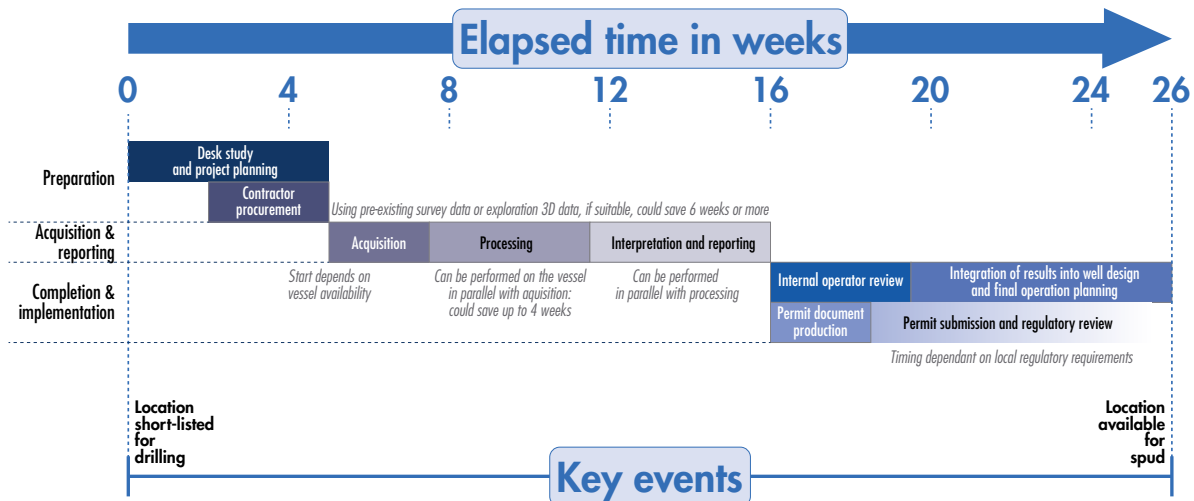 Elapsed time in weeks
0 4 8 12 16 20 24 26
Preparation
Desk study
and project planning
Contractor
procurement
Using pre-existing survey data or exploration 3D data, if suitable, could save 6 weeks or more
Acquisition &
reporting
Acquisition
Processing
Interpretation and reporting
Start depends on
vessel availability
Can be performed on the vessel
in parallel with aquisition:
could save up to 4 weeks
Can be performed
in parallel with processing
Completion &
implementation
Internal operator review
Integration of results into well design
and final operation planning
Permit document
production
Permit submission and regulatory review
Timing dependant on local regulatory requirements
Location
short-listed
for
drilling
Location
available
for
spud
Key events